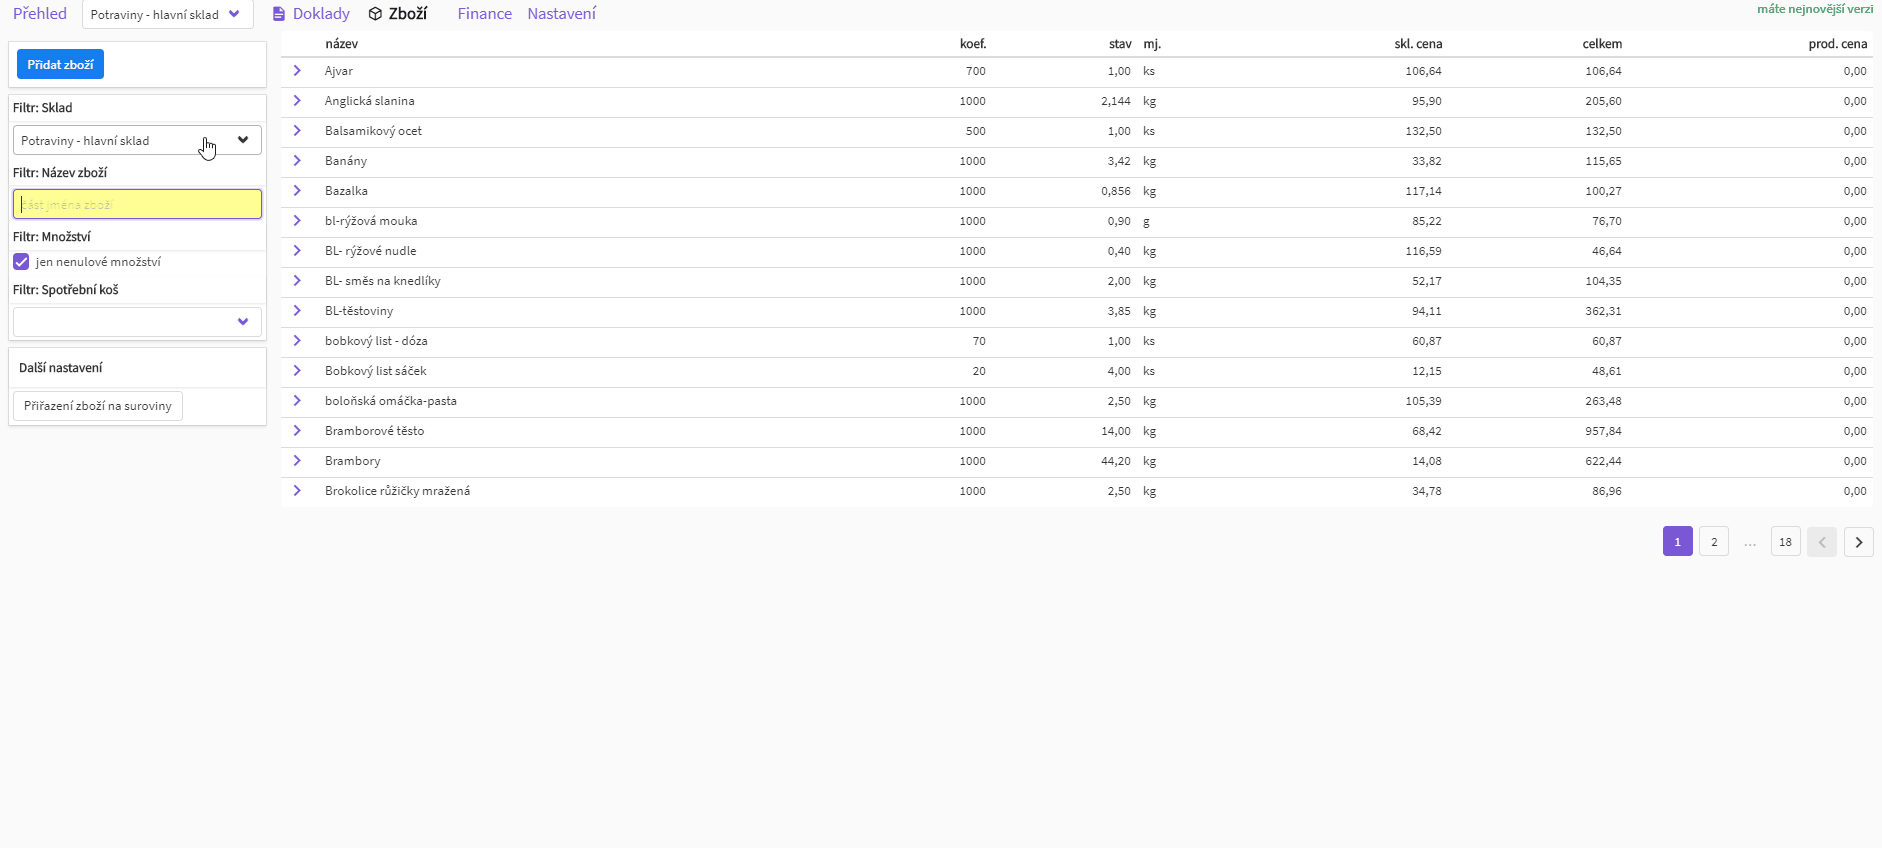 Přehled Potraviny - hlavní sklad Doklady Zboží Finance Nastavení máte nejnovější verzi
Přidat zboží
Filtr: Sklad
Potraviny - hlavní sklad
Filtr: Název zboží
část jména zboží
Filtr: Množství
jen nenulové množství
Filtr: Spotřební koš
Další nastavení
Přiřazení zboží na suroviny
název koef. stav mj. skl. cena celkem prod. cena
Ajvar 700 1,00 ks 106,64 106,64 0,00
Anglická slanina 1000 2,144 kg 95,90 205,60 0,00
Balsamikový ocet 500 1,00 ks 132,50 132,50 0,00
Banány 1000 3,42 kg 33,82 115,65 0,00
Bazalka 1000 0,856 kg 117,14 100,27 0,00
bl-rýžová mouka 1000 0,90 g 85,22 76,70 0,00
BL- rýžové nudle 1000 0,40 kg 116,59 46,64 0,00
BL- směs na knedlíky 1000 2,00 kg 52,17 104,35 0,00
BL-těstoviny 1000 3,85 kg 94,11 362,31 0,00
bobkový list - dóza 70 1,00 ks 60,87 60,87 0,00
Bobkový list sáček 20 4,00 ks 12,15 48,61 0,00
boloňská omáčka-pasta 1000 2,50 kg 105,39 263,48 0,00
Bramborové těsto 1000 14,00 kg 68,42 957,84 0,00
Brambory 1000 44,20 kg 14,08 622,44 0,00
Brokolice růžičky mražená 1000 2,50 kg 34,78 86,96 0,00
1 2 ... 18